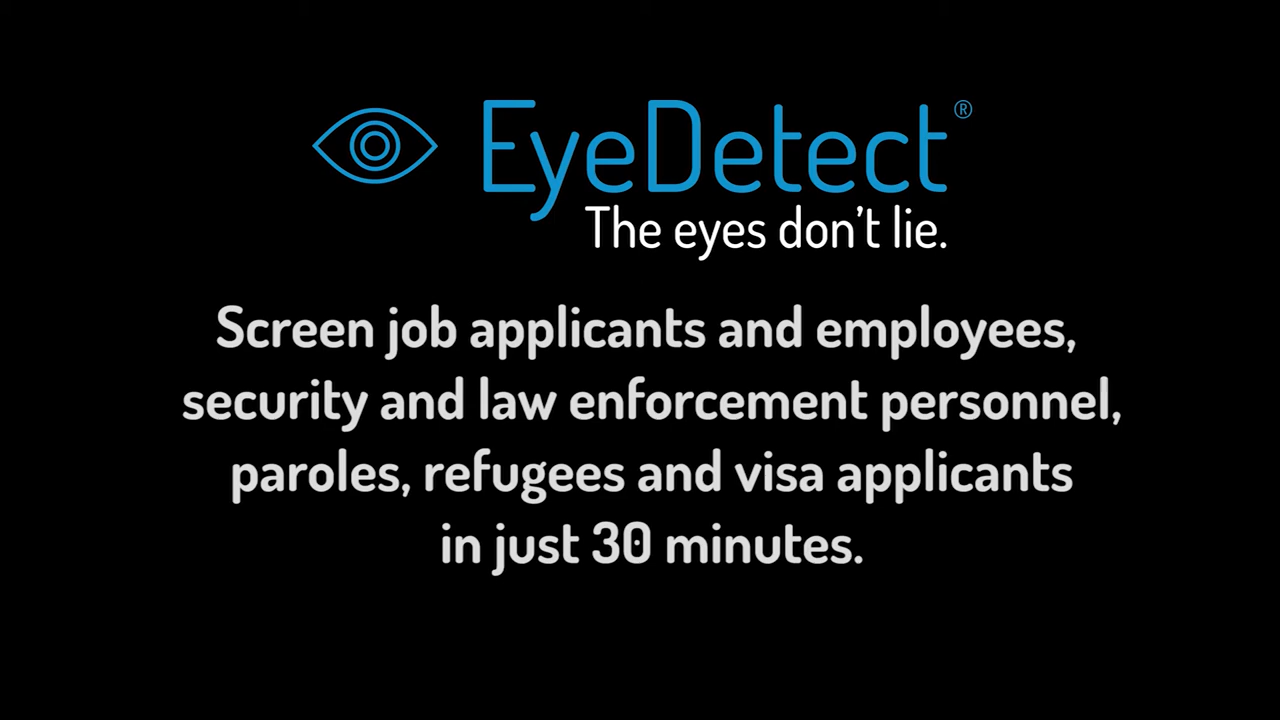 EyeDetect®
The eyes don't lie.
Screen job applicants and employees,
security and law enforcement personnel,
paroles, refugees and visa applicants
in just 30 minutes.